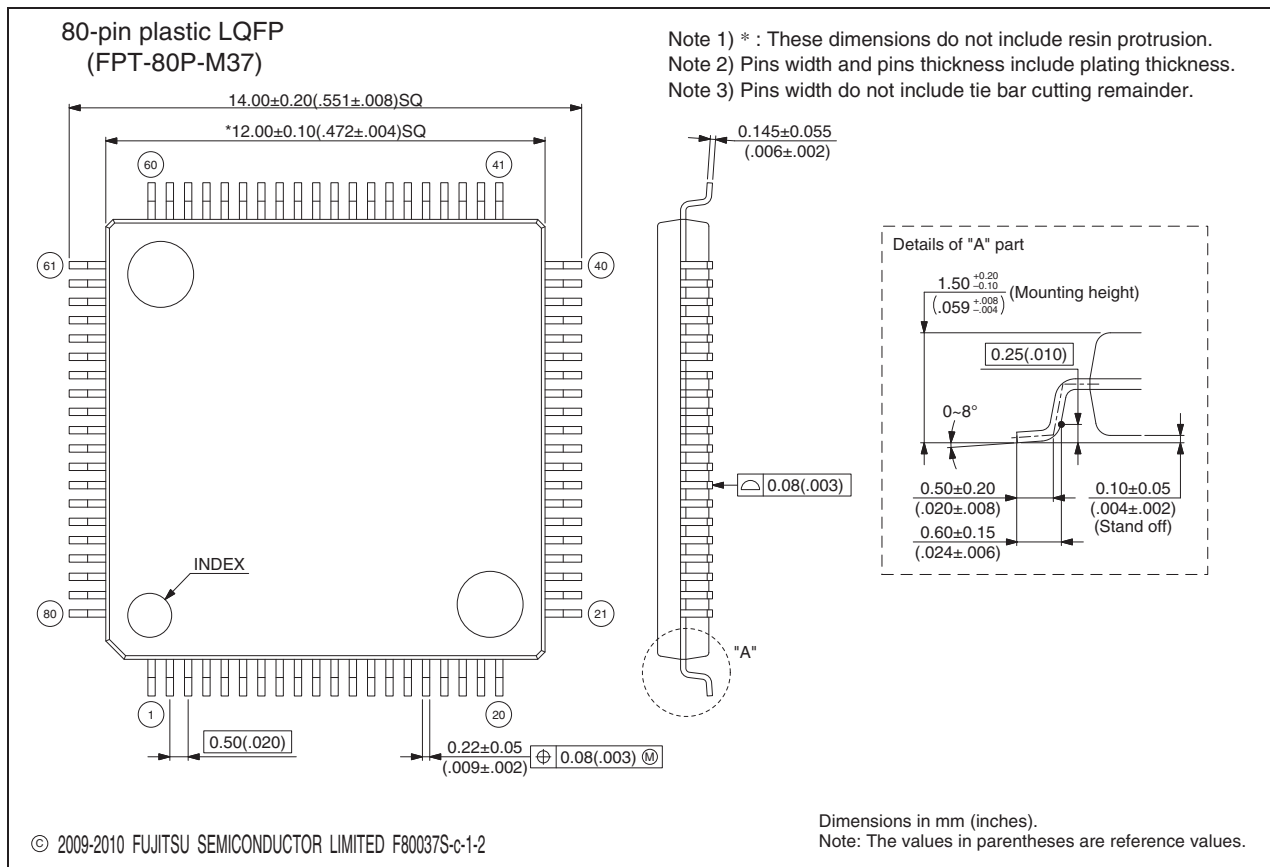 80-pin plastic LQFP
(FPT-80P-M37)
Note 1) * : These dimensions do not include resin protrusion.
Note 2) Pins width and pins thickness include plating thickness.
Note 3) Pins width do not include tie bar cutting remainder.
14.00±0.20(.551±.008)SQ
*12.00±0.10(.472±.004)SQ
60
41
61
40
80
21
INDEX
1
20
0.50(.020)
0.22±0.05
(.009±.002)
⌖ 0.08(.003) Ⓜ
0.145±0.055
(.006±.002)
⌓ 0.08(.003)
"A"
Details of "A" part
1.50 +0.20 −0.10
(.059 +.008 −.004)
(Mounting height)
0.25(.010)
0~8°
0.50±0.20
(.020±.008)
0.60±0.15
(.024±.006)
0.10±0.05
(.004±.002)
(Stand off)
© 2009-2010 FUJITSU SEMICONDUCTOR LIMITED F80037S-c-1-2
Dimensions in mm (inches).
Note: The values in parentheses are reference values.